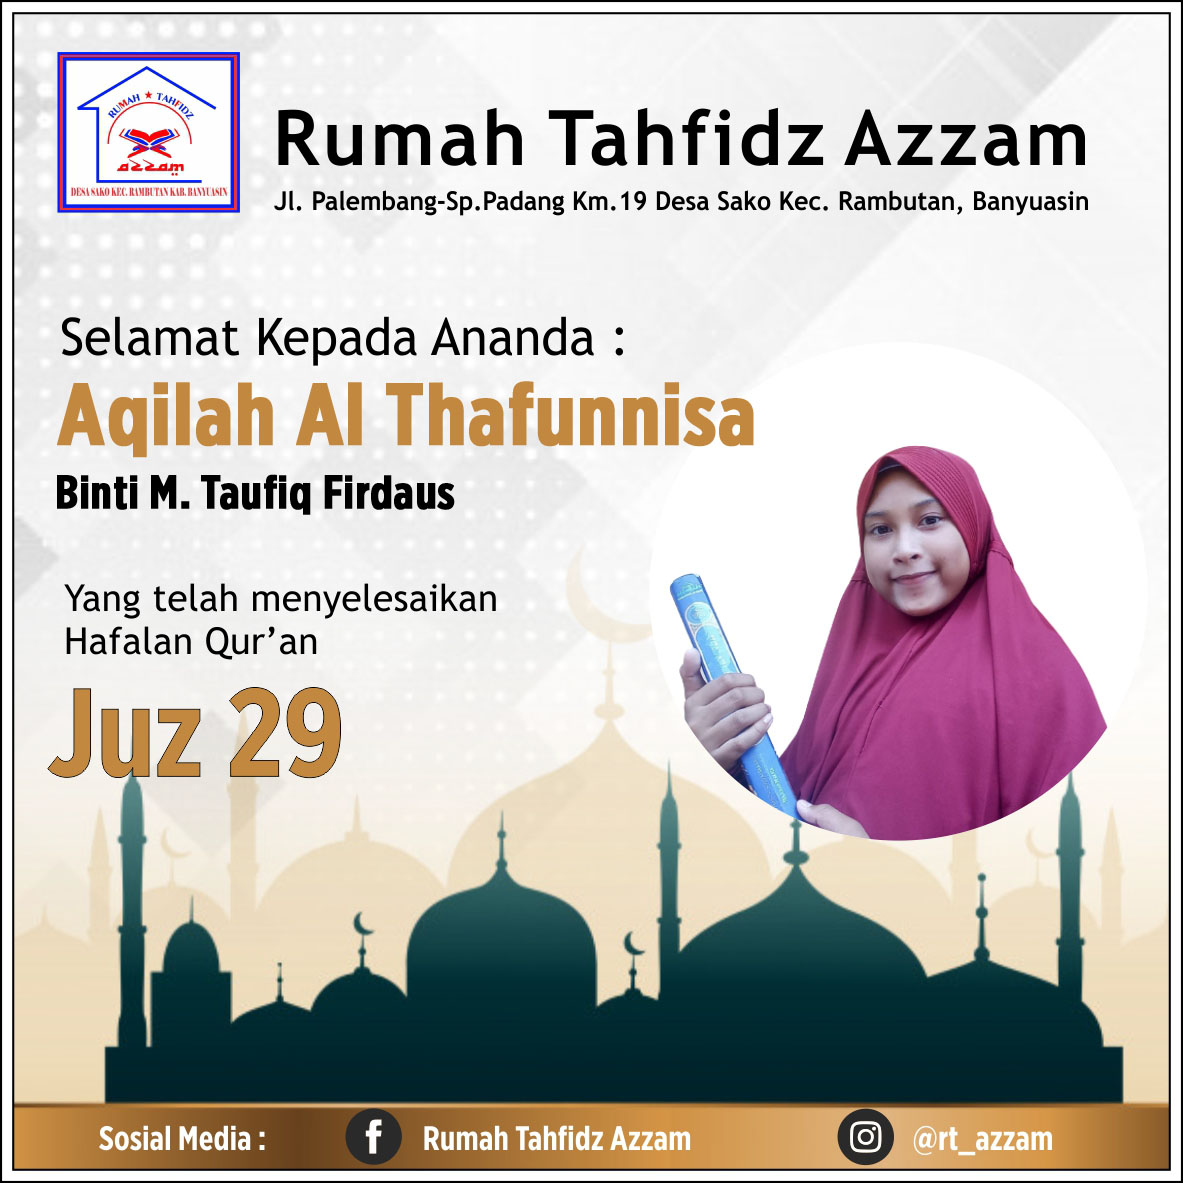 RUMAH ★ TAHFIDZ
azzam
DESA SAKO KEC. RAMBUTAN KAB. BANYUASIN
Rumah Tahfidz Azzam
Jl. Palembang-Sp.Padang Km.19 Desa Sako Kec. Rambutan, Banyuasin
Selamat Kepada Ananda :
Aqilah Al Thafunnisa
Binti M. Taufiq Firdaus
Yang telah menyelesaikan
Hafalan Qur’an
Juz 29
Sosial Media :
Rumah Tahfidz Azzam
@rt_azzam